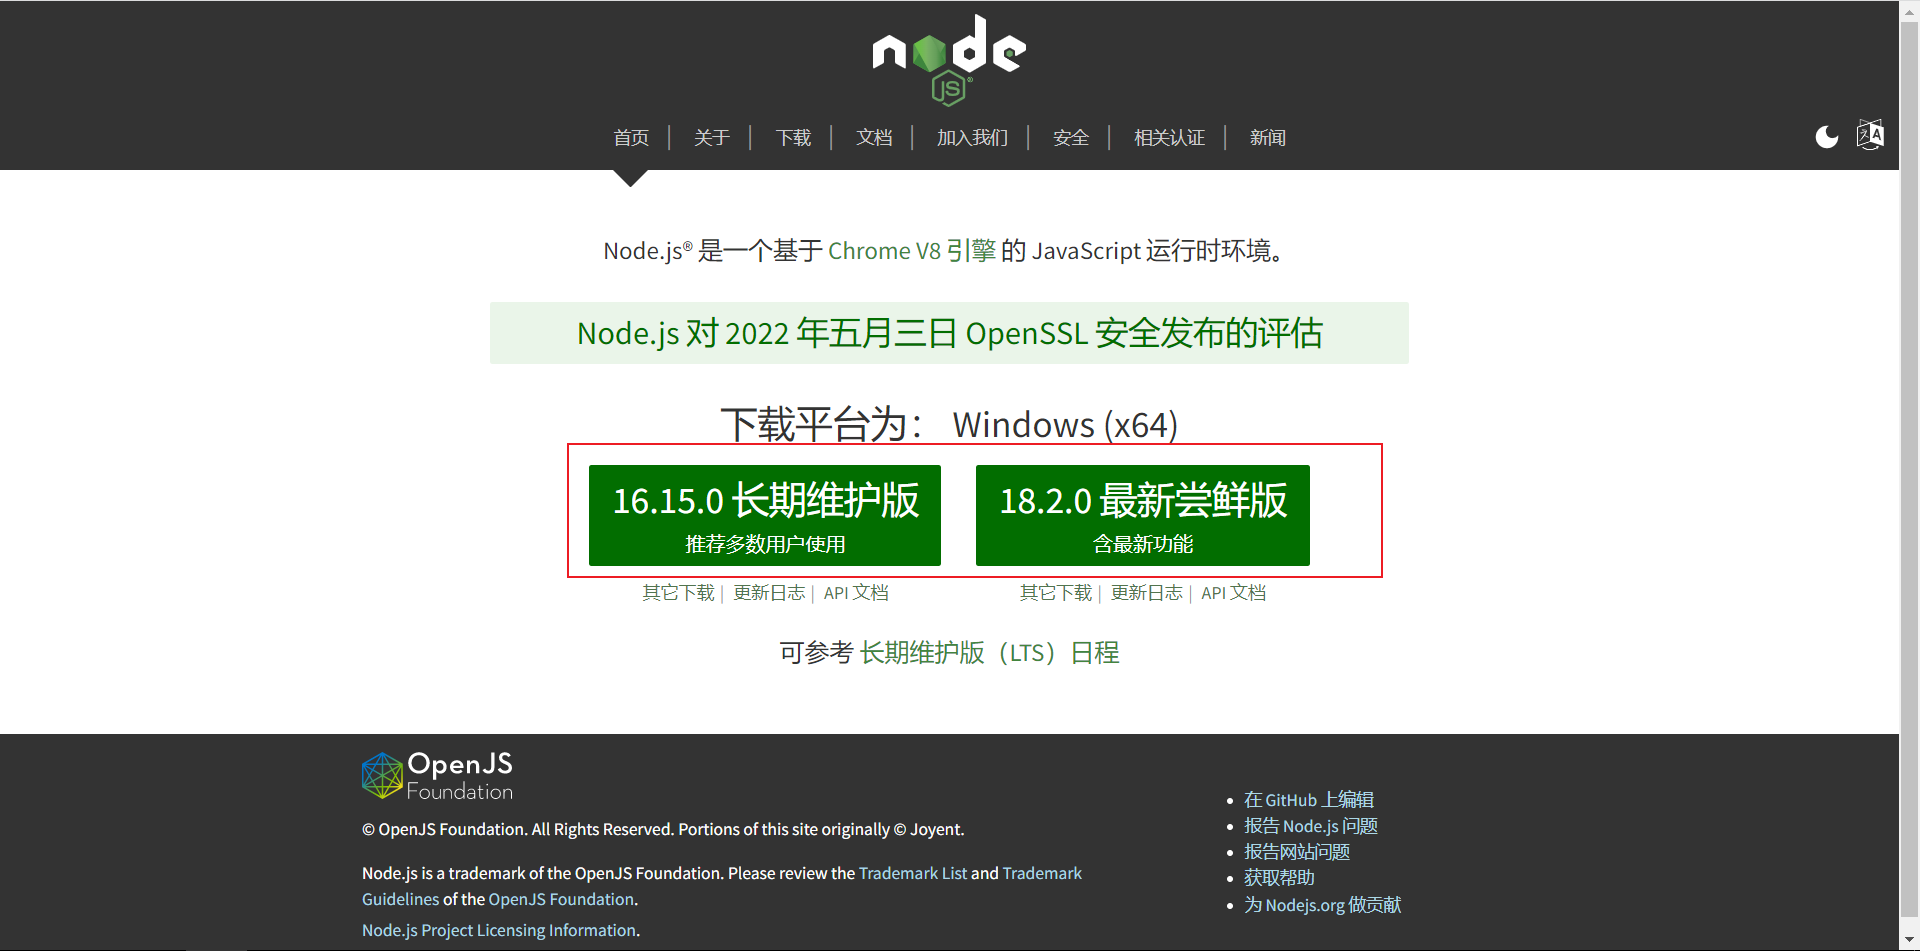 node
JS
首页 | 关于 | 下载 | 文档 | 加入我们 | 安全 | 相关认证 | 新闻
Node.js® 是一个基于 Chrome V8 引擎 的 JavaScript 运行时环境。
Node.js 对 2022 年五月三日 OpenSSL 安全发布的评估
下载平台为： Windows (x64)
16.15.0 长期维护版
推荐多数用户使用
其它下载 | 更新日志 | API 文档
18.2.0 最新尝鲜版
含最新功能
其它下载 | 更新日志 | API 文档
可参考 长期维护版（LTS）日程
OpenJS
Foundation
© OpenJS Foundation. All Rights Reserved. Portions of this site originally © Joyent.
Node.js is a trademark of the OpenJS Foundation. Please review the Trademark List and Trademark
Guidelines of the OpenJS Foundation.
Node.js Project Licensing Information.
在 GitHub 上编辑
报告 Node.js 问题
报告网站问题
获取帮助
为 Nodejs.org 做贡献